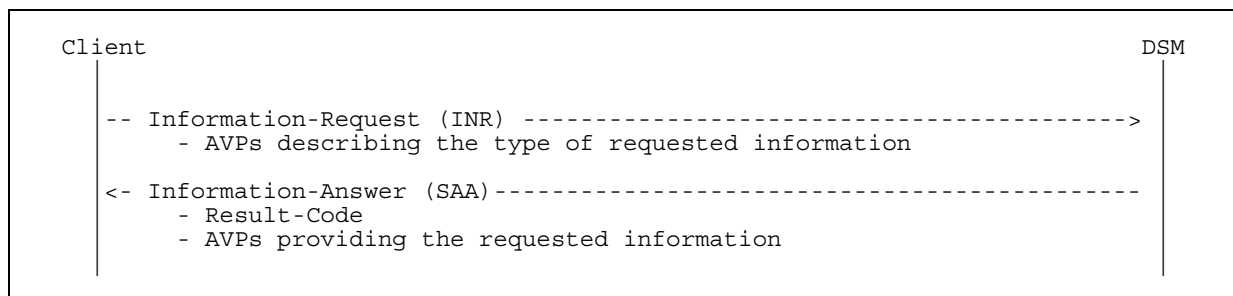 Client DSM
-- Information-Request (INR) ------------------------------------------>
- AVPs describing the type of requested information
<- Information-Answer (SAA)---------------------------------------------
- Result-Code
- AVPs providing the requested information